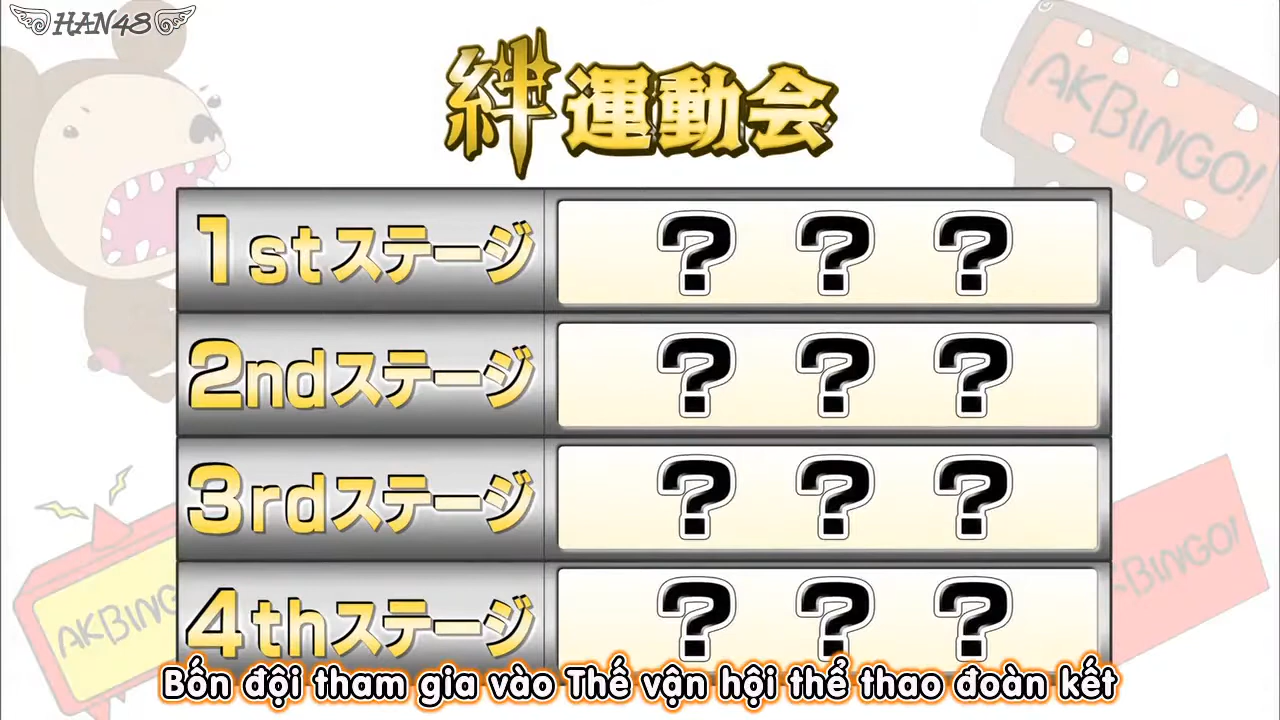 HAN48
絆運動会
AKBINGO!
1stステージ ? ? ?
2ndステージ ? ? ?
3rdステージ ? ? ?
4thステージ ? ? ?
AKBING
-BINGO!
Bốn đội tham gia vào Thế vận hội thể thao đoàn kết